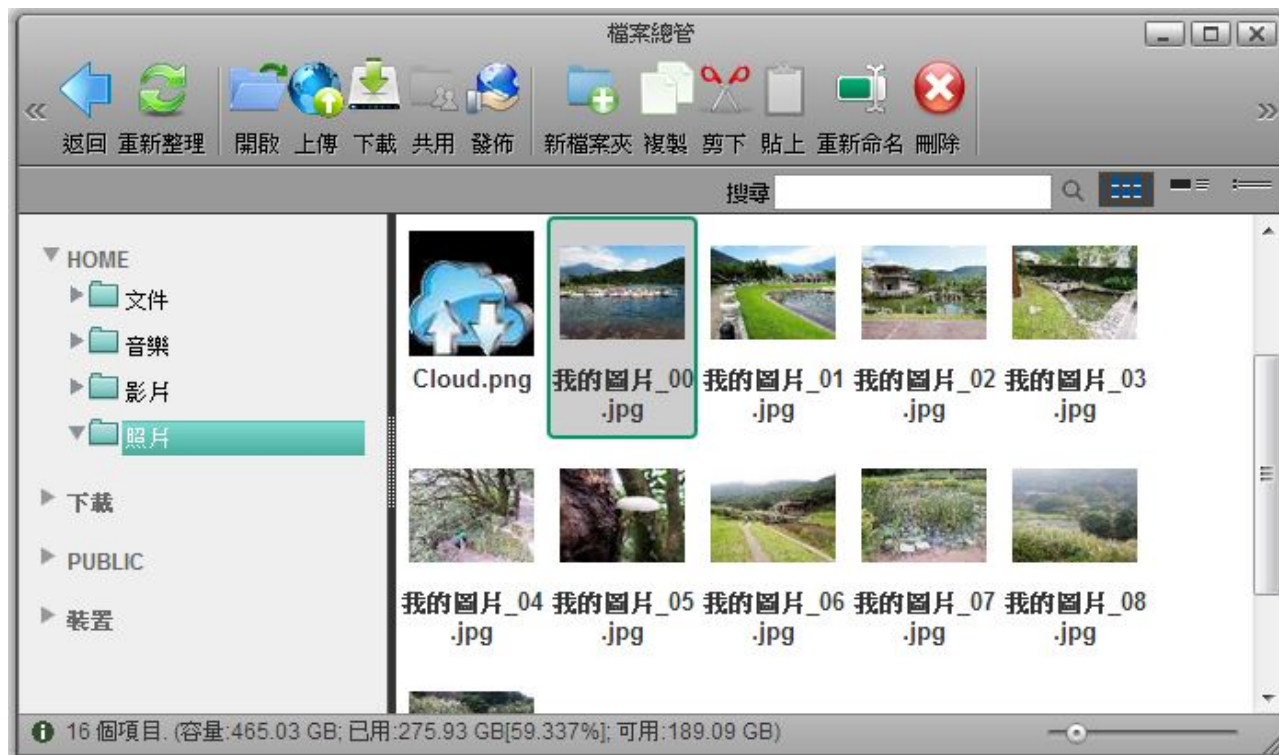 檔案總管
返回 重新整理 開啟 上傳 下載 共用 發佈 新檔案夾 複製 剪下 貼上 重新命名 刪除
搜尋
HOME
文件
音樂
影片
照片
下載
PUBLIC
裝置
Cloud.png 我的圖片_00 我的圖片_01 我的圖片_02 我的圖片_03
.jpg .jpg .jpg .jpg
我的圖片_04 我的圖片_05 我的圖片_06 我的圖片_07 我的圖片_08
.jpg .jpg .jpg .jpg .jpg
16 個項目. (容量:465.03 GB; 已用:275.93 GB[59.337%]; 可用:189.09 GB)